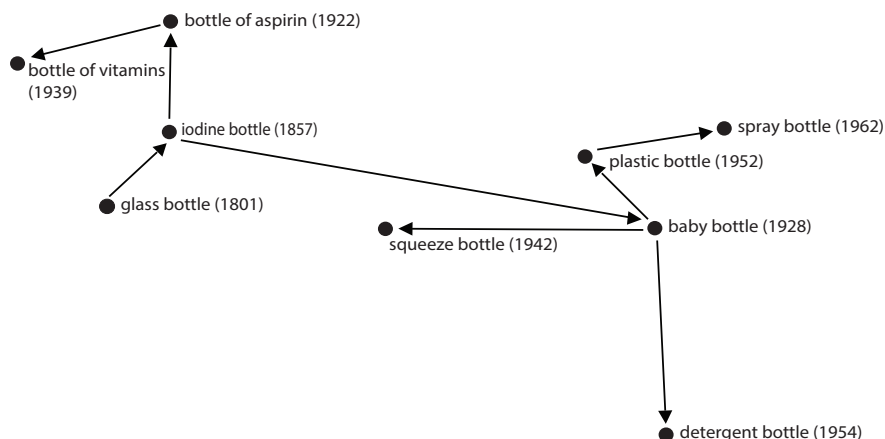 bottle of aspirin (1922)
bottle of vitamins
(1939)
iodine bottle (1857)
spray bottle (1962)
plastic bottle (1952)
glass bottle (1801)
baby bottle (1928)
squeeze bottle (1942)
detergent bottle (1954)